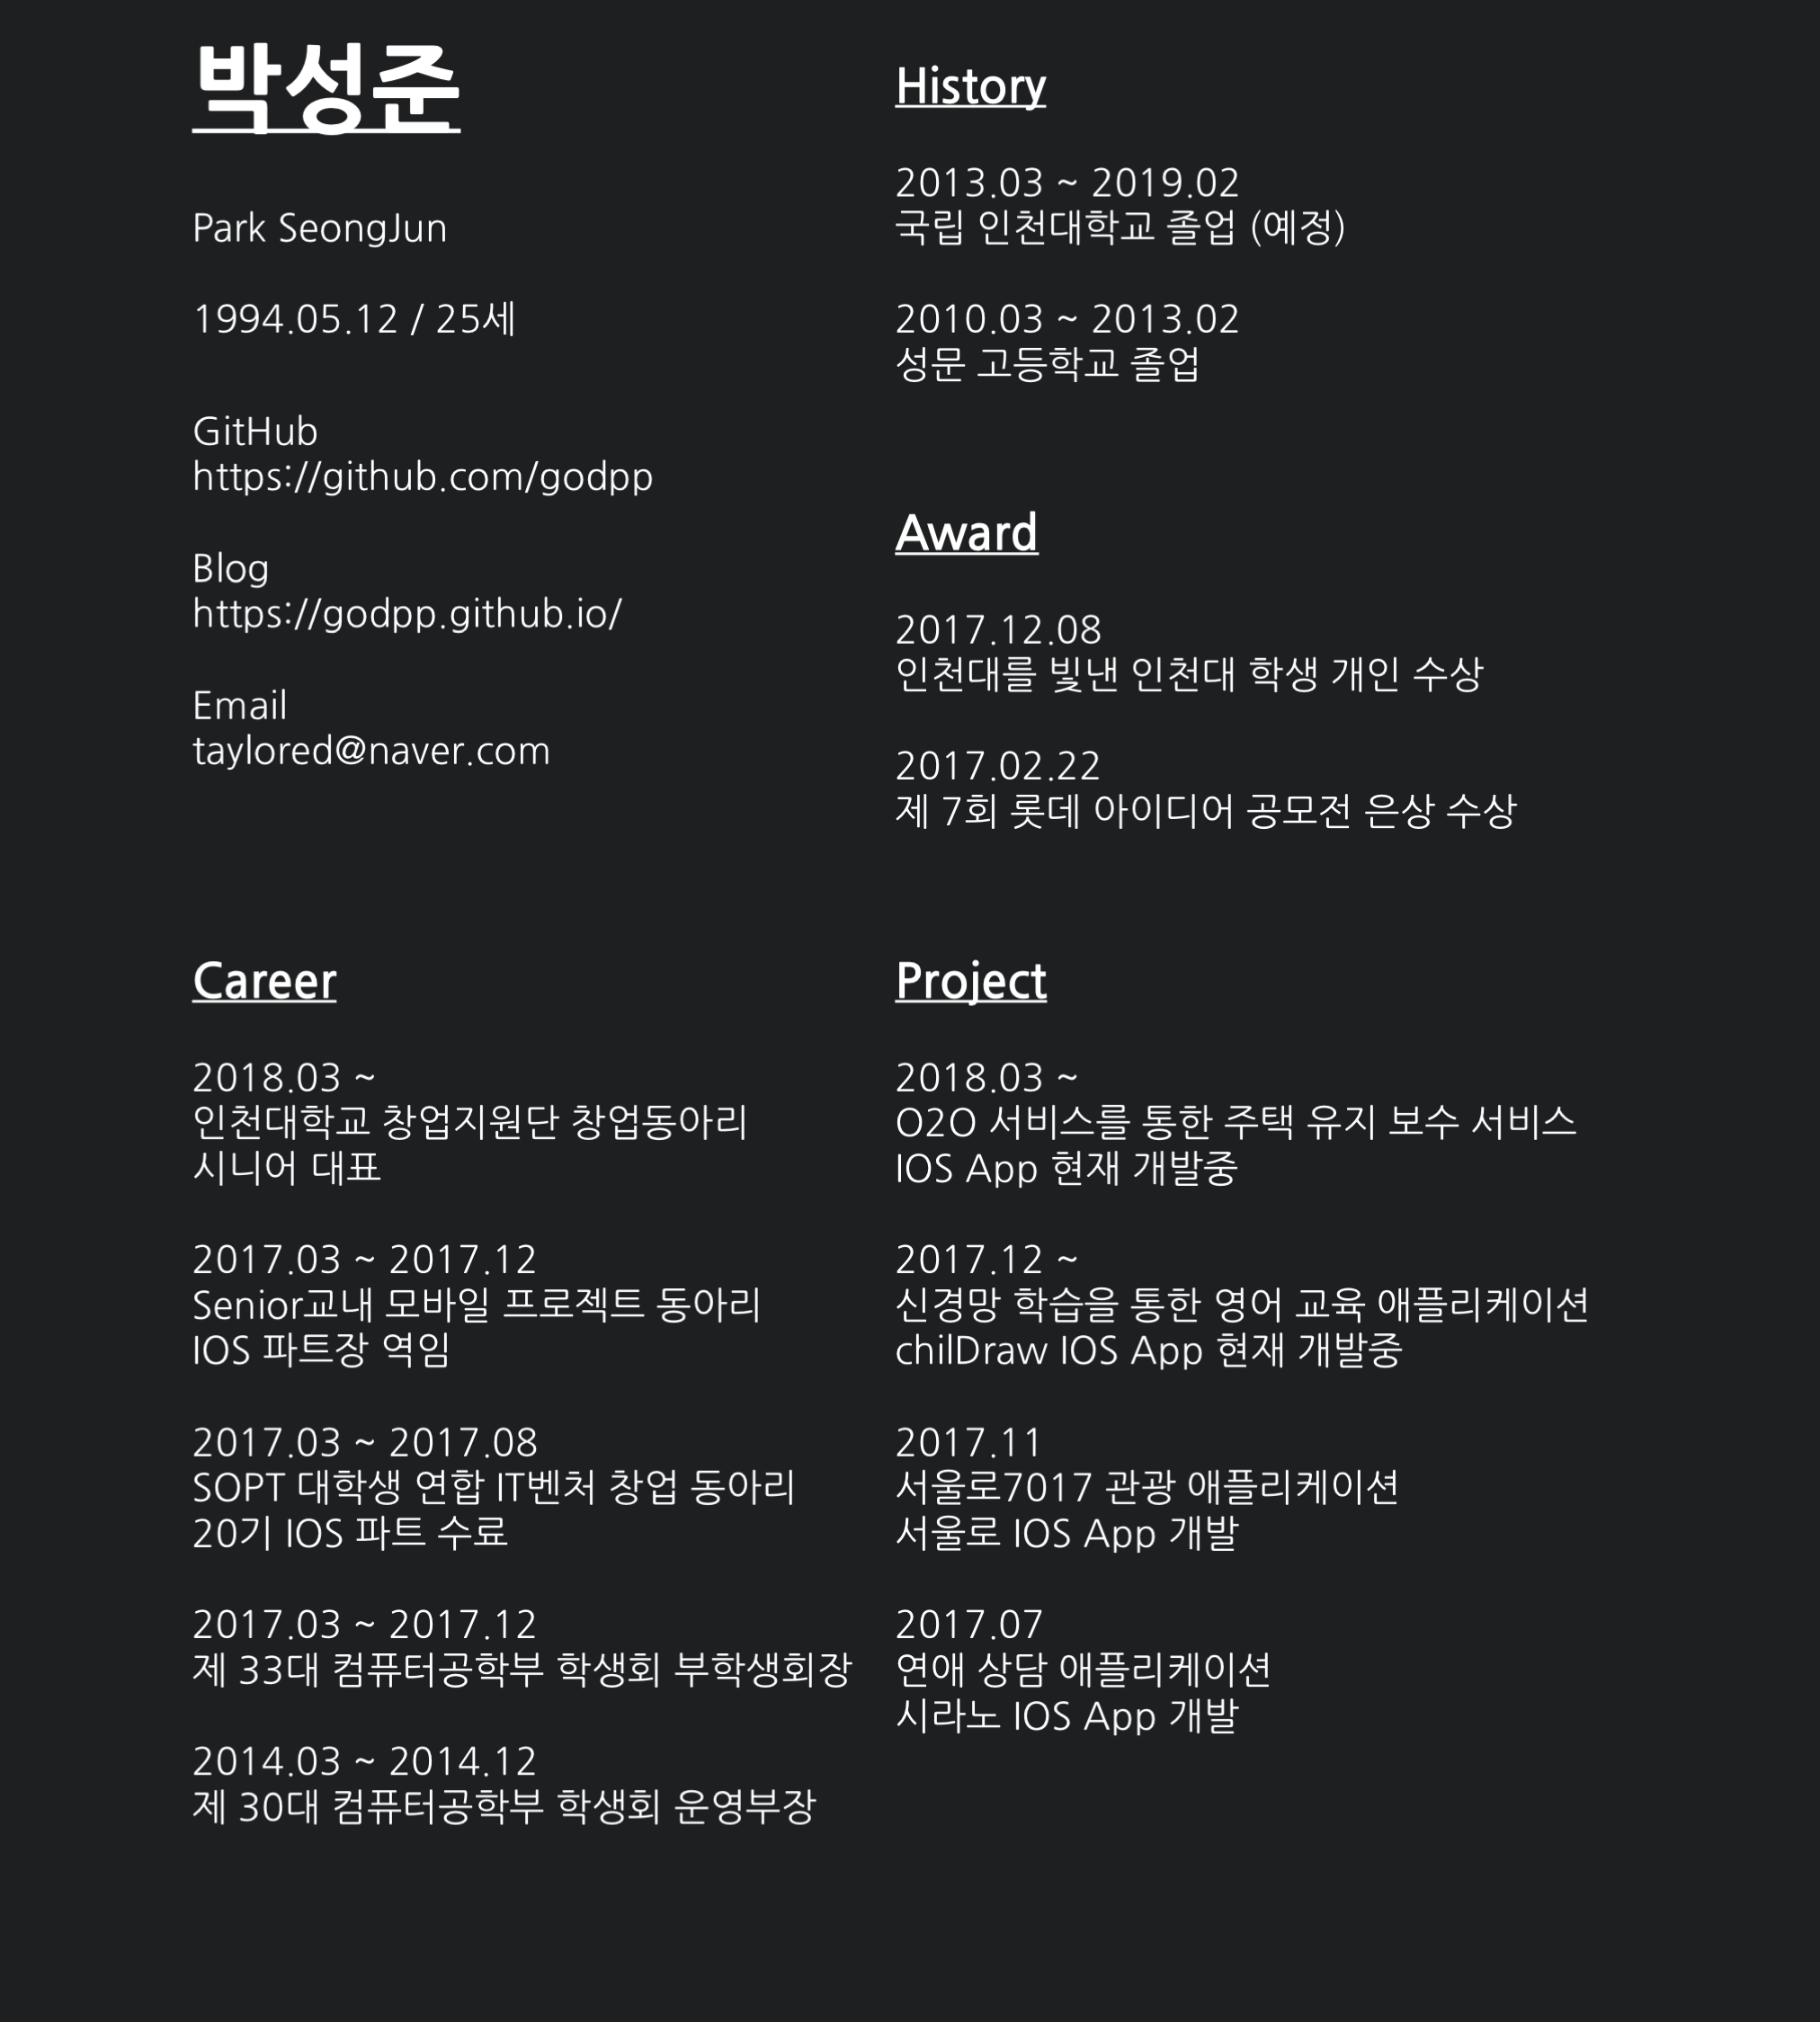 박성준
Park SeongJun
1994.05.12 / 25세
GitHub
https://github.com/godpp
Blog
https://godpp.github.io/
Email
taylored@naver.com
History
2013.03 ~ 2019.02
국립 인천대학교 졸업 (예정)
2010.03 ~ 2013.02
성문 고등학교 졸업
Award
2017.12.08
인천대를 빛낸 인천대 학생 개인 수상
2017.02.22
제 7회 롯데 아이디어 공모전 은상 수상
Career
2018.03 ~
인천대학교 창업지원단 창업동아리
시니어 대표
2017.03 ~ 2017.12
Senior교내 모바일 프로젝트 동아리
IOS 파트장 역임
2017.03 ~ 2017.08
SOPT 대학생 연합 IT벤처 창업 동아리
20기 IOS 파트 수료
2017.03 ~ 2017.12
제 33대 컴퓨터공학부 학생회 부학생회장
2014.03 ~ 2014.12
제 30대 컴퓨터공학부 학생회 운영부장
Project
2018.03 ~
O2O 서비스를 통한 주택 유지 보수 서비스
IOS App 현재 개발중
2017.12 ~
신경망 학습을 통한 영어 교육 애플리케이션
chilDraw IOS App 현재 개발중
2017.11
서울로7017 관광 애플리케이션
서울로 IOS App 개발
2017.07
연애 상담 애플리케이션
시라노 IOS App 개발